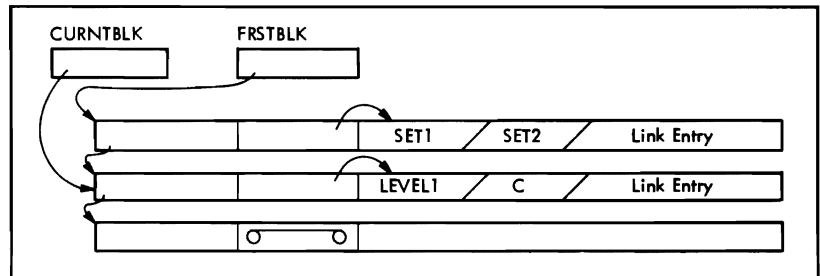 CURNTBLK FRSTBLK
SET1 SET2 Link Entry
LEVEL1 C Link Entry